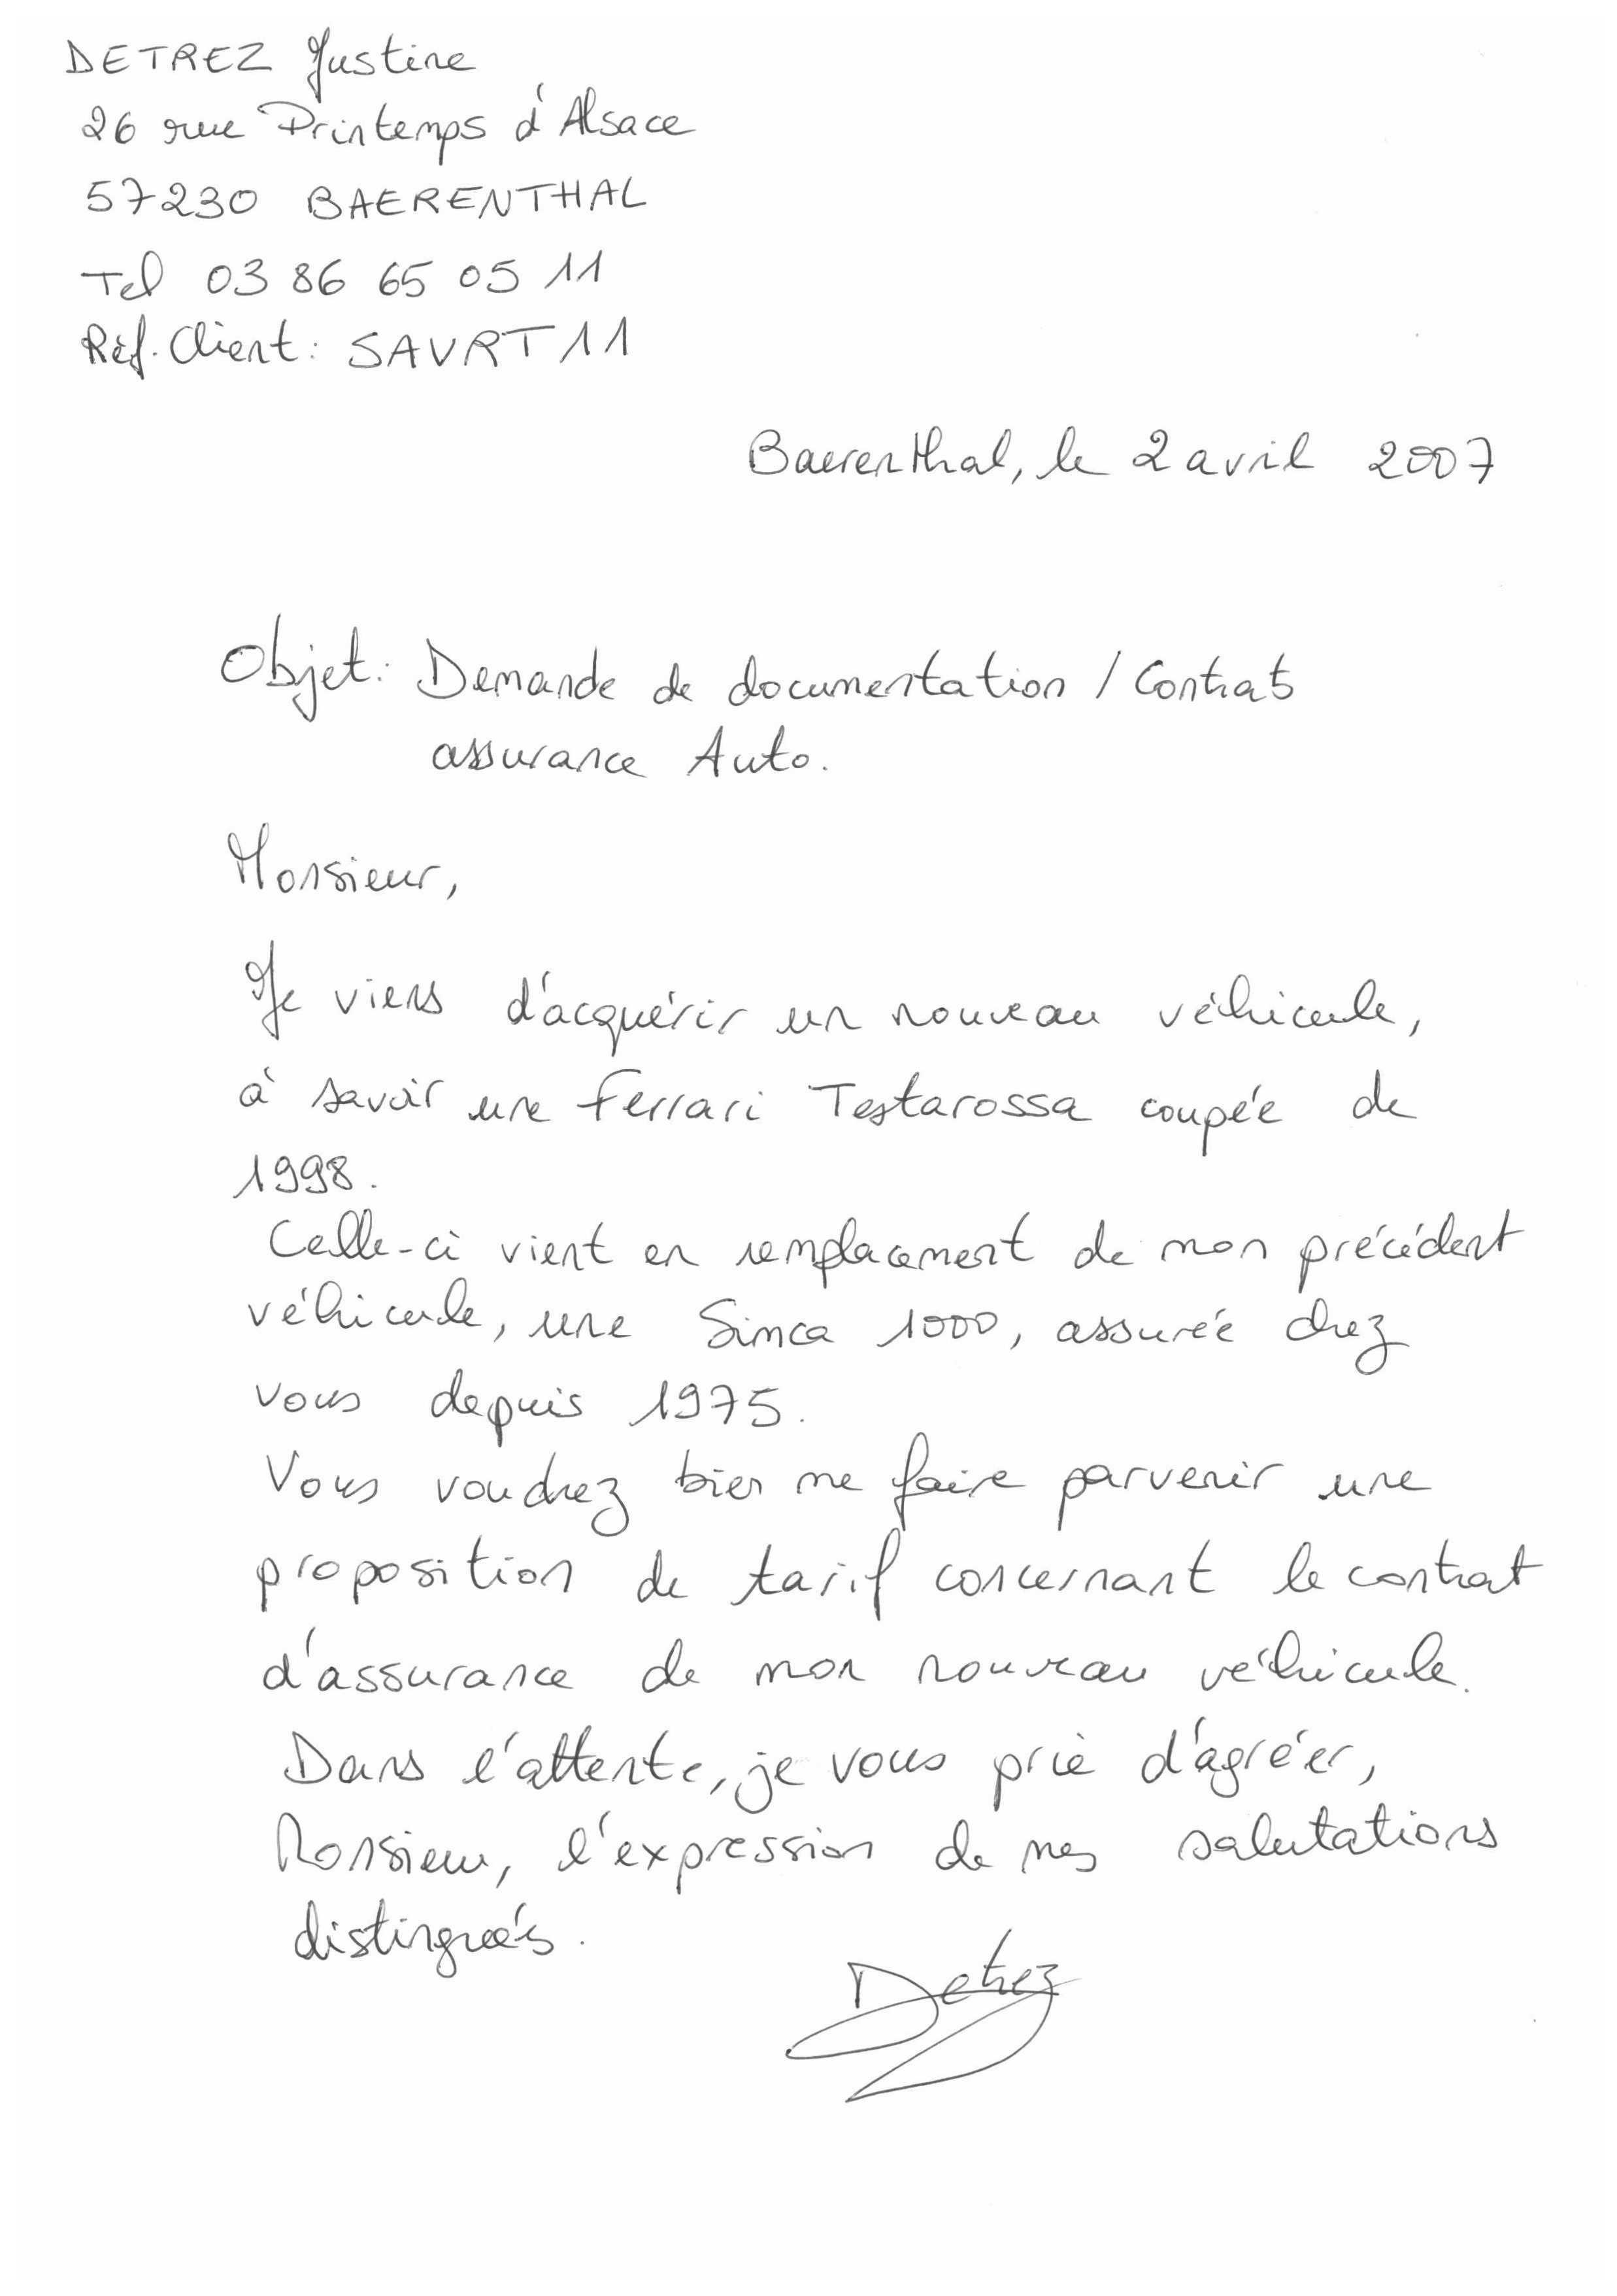 DETREZ Justine
26 rue Printemps d'Alsace
57230 BAERENTHAL
Tel 03 86 65 05 11
Réf. Client: SAVRT11
Baerenthal, le 2 avril 2007
Objet: Demande de documentation / Contrat
assurance Auto.
Monsieur,
Je viens d'acquérir un nouveau véhicule,
à savoir une Ferrari Testarossa coupée de
1998.
Celle-ci vient en remplacement de mon précédent
véhicule, une Simca 1000, assurée chez
vous depuis 1975.
Vous voudrez bien me faire parvenir une
proposition de tarif concernant le contrat
d'assurance de mon nouveau véhicule.
Dans l'attente, je vous prie d'agréer,
Monsieur, l'expression de mes salutations
distinguées.
Detrez